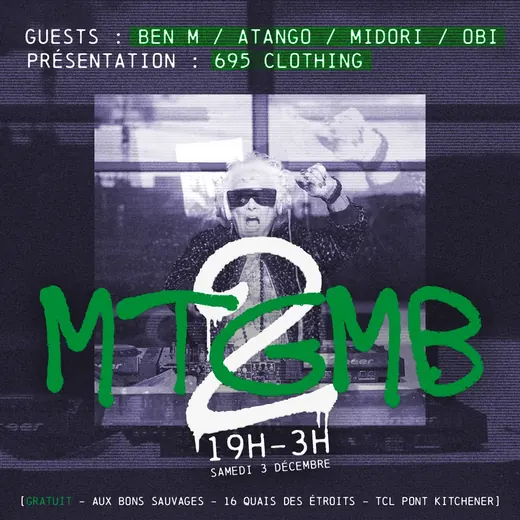 GUESTS : BEN M / ATANGO / MIDORI / OBI
PRÉSENTATION : 695 CLOTHING
MTGMB
2
19H-3H
SAMEDI 3 DÉCEMBRE
[GRATUIT - AUX BONS SAUVAGES - 16 QUAIS DES ÉTROITS - TCL PONT KITCHENER]